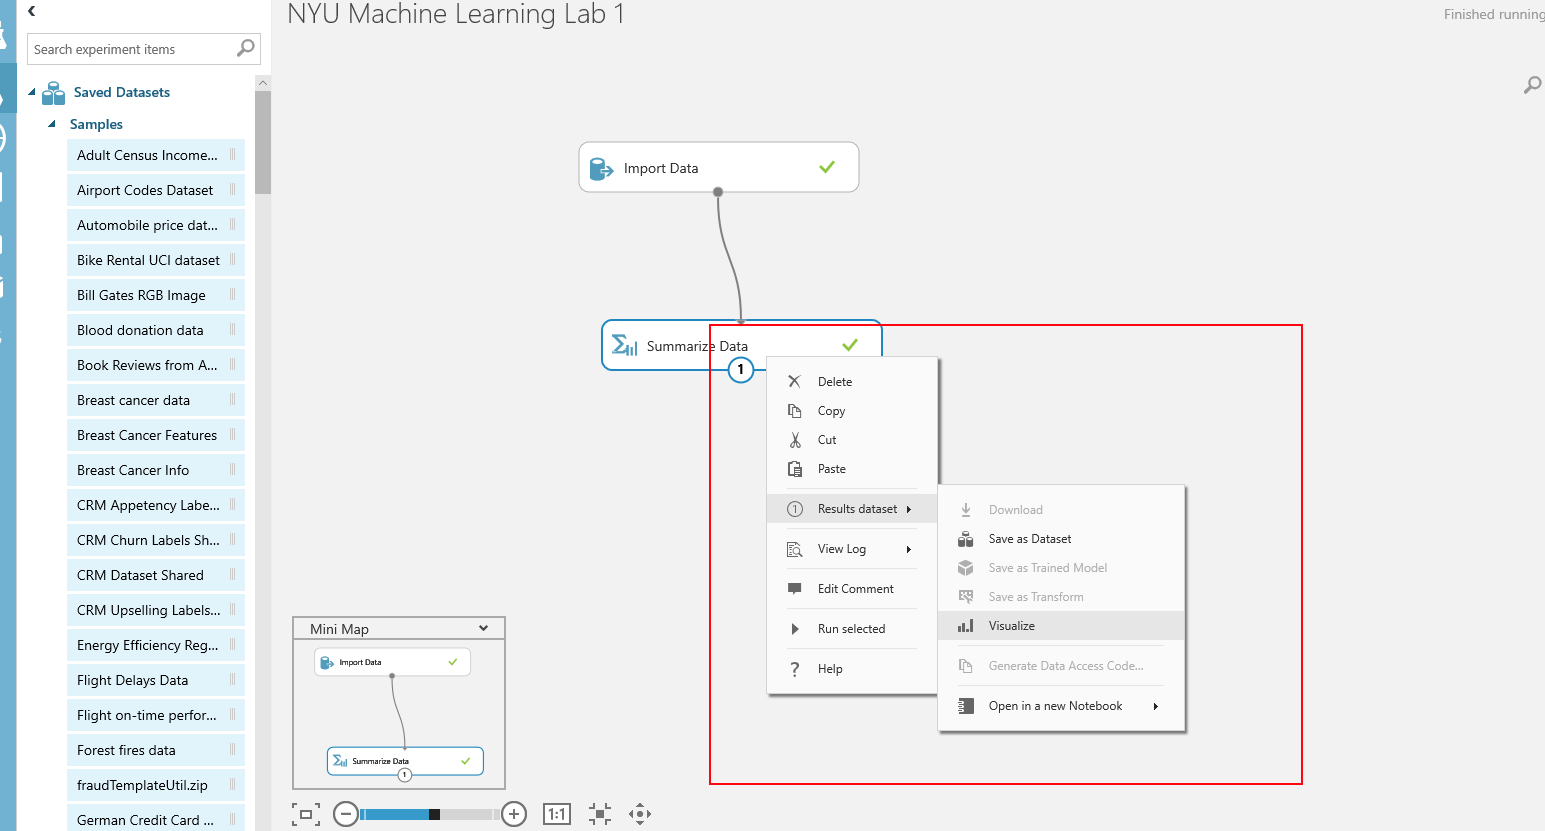 NYU Machine Learning Lab 1
Finished running
Search experiment items
Saved Datasets
Samples
Adult Census Income...
Airport Codes Dataset
Automobile price dat...
Bike Rental UCI dataset
Bill Gates RGB Image
Blood donation data
Book Reviews from A...
Breast cancer data
Breast Cancer Features
Breast Cancer Info
CRM Appetency Labe...
CRM Churn Labels Sh...
CRM Dataset Shared
CRM Upselling Labels...
Energy Efficiency Reg...
Flight Delays Data
Flight on-time perfor...
Forest fires data
fraudTemplateUtil.zip
German Credit Card ...
Import Data
Summarize Data
1
Delete
Copy
Cut
Paste
1 Results dataset
View Log
Edit Comment
Run selected
? Help
Download
Save as Dataset
Save as Trained Model
Save as Transform
Visualize
Generate Data Access Code...
Open in a new Notebook
Mini Map
Import Data
Summarize Data
1
1:1